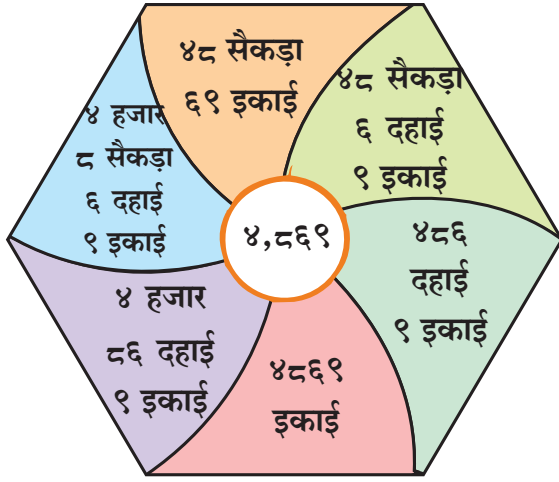 ४८ सैकड़ा
६९ इकाई
४८ सैकड़ा
६ दहाई
९ इकाई
४८६
दहाई
९ इकाई
४८६९
इकाई
४ हजार
८६ दहाई
९ इकाई
४ हजार
८ सैकड़ा
६ दहाई
९ इकाई
४,८६९